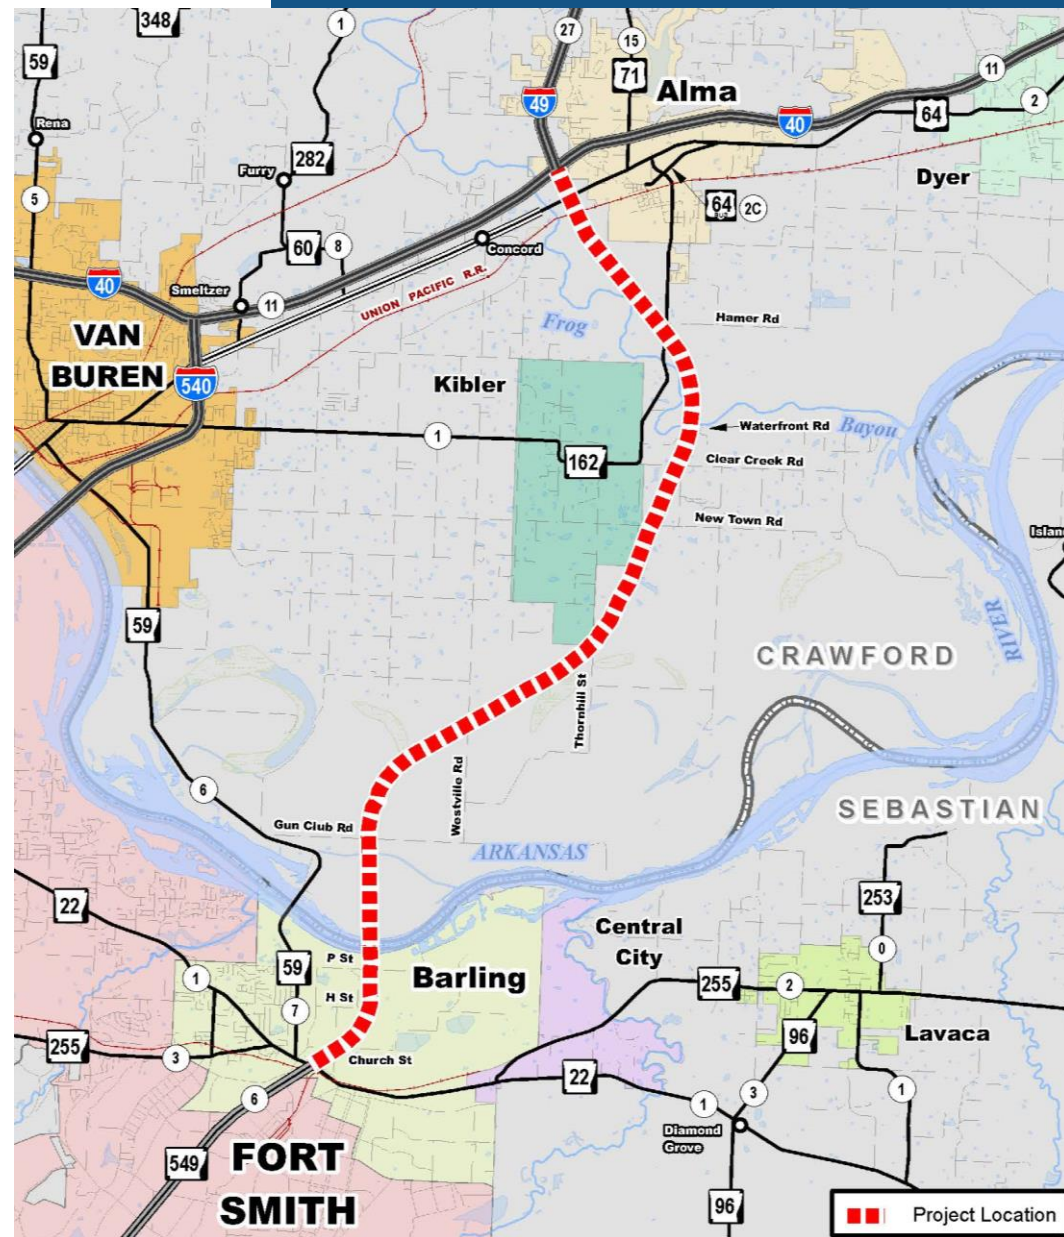 348
1
27
15
59
71
Alma
11
49
40
64
2
Rena
282
Furry
Dyer
5
64
2C
60
8
Concord
40
Smeltzer
11
UNION PACIFIC R.R.
Hamer Rd
Frog
VAN
BUREN
540
Kibler
Waterfront Rd
Bayou
1
162
Clear Creek Rd
New Town Rd
59
RIVER
CRAWFORD
Thornhill St
6
Westville Rd
SEBASTIAN
Gun Club Rd
ARKANSAS
22
253
Central
City
P St
0
1
59
Barling
255
2
H St
7
96
Lavaca
255
3
Church St
22
6
1
3
1
Diamond
Grove
549
FORT
SMITH
96
Project Location